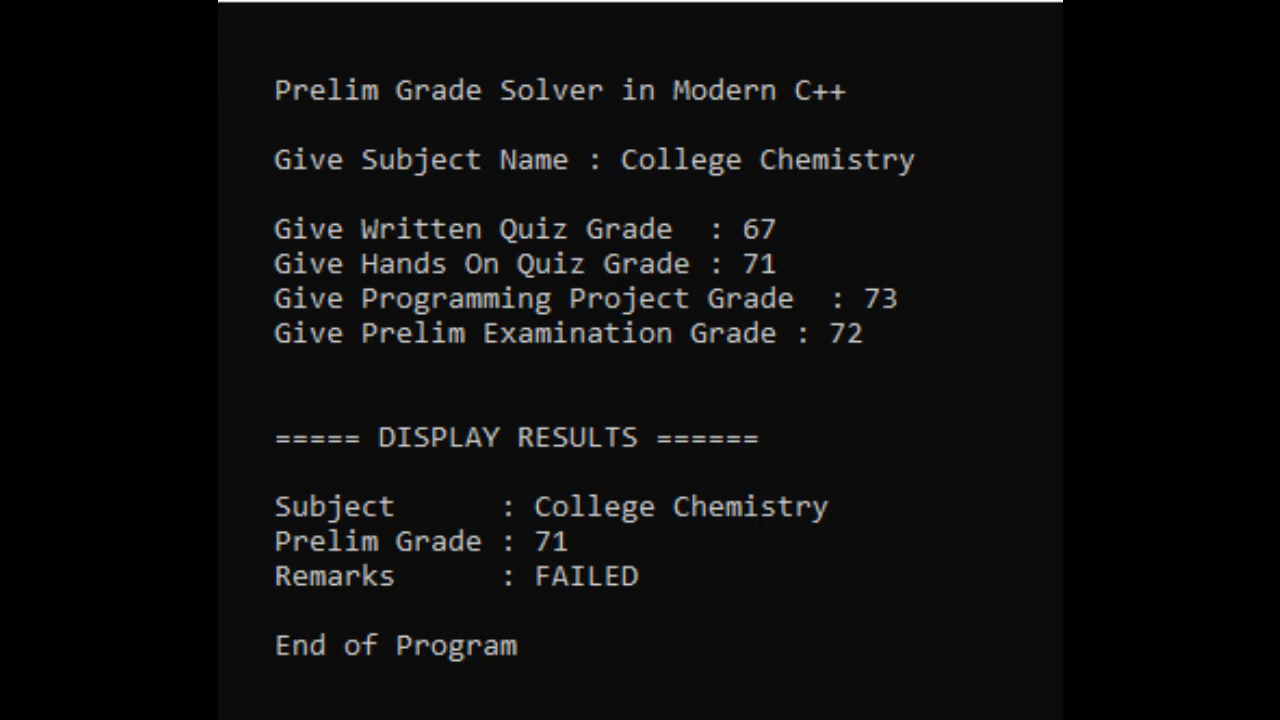 Prelim Grade Solver in Modern C++
Give Subject Name : College Chemistry
Give Written Quiz Grade  : 67
Give Hands On Quiz Grade : 71
Give Programming Project Grade  : 73
Give Prelim Examination Grade : 72
===== DISPLAY RESULTS ======
Subject      : College Chemistry
Prelim Grade : 71
Remarks      : FAILED
End of Program